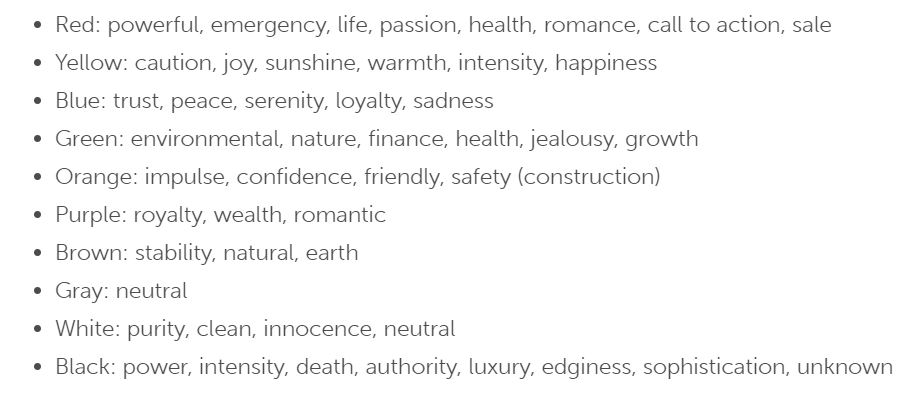 • Red: powerful, emergency, life, passion, health, romance, call to action, sale
• Yellow: caution, joy, sunshine, warmth, intensity, happiness
• Blue: trust, peace, serenity, loyalty, sadness
• Green: environmental, nature, finance, health, jealousy, growth
• Orange: impulse, confidence, friendly, safety (construction)
• Purple: royalty, wealth, romantic
• Brown: stability, natural, earth
• Gray: neutral
• White: purity, clean, innocence, neutral
• Black: power, intensity, death, authority, luxury, edginess, sophistication, unknown